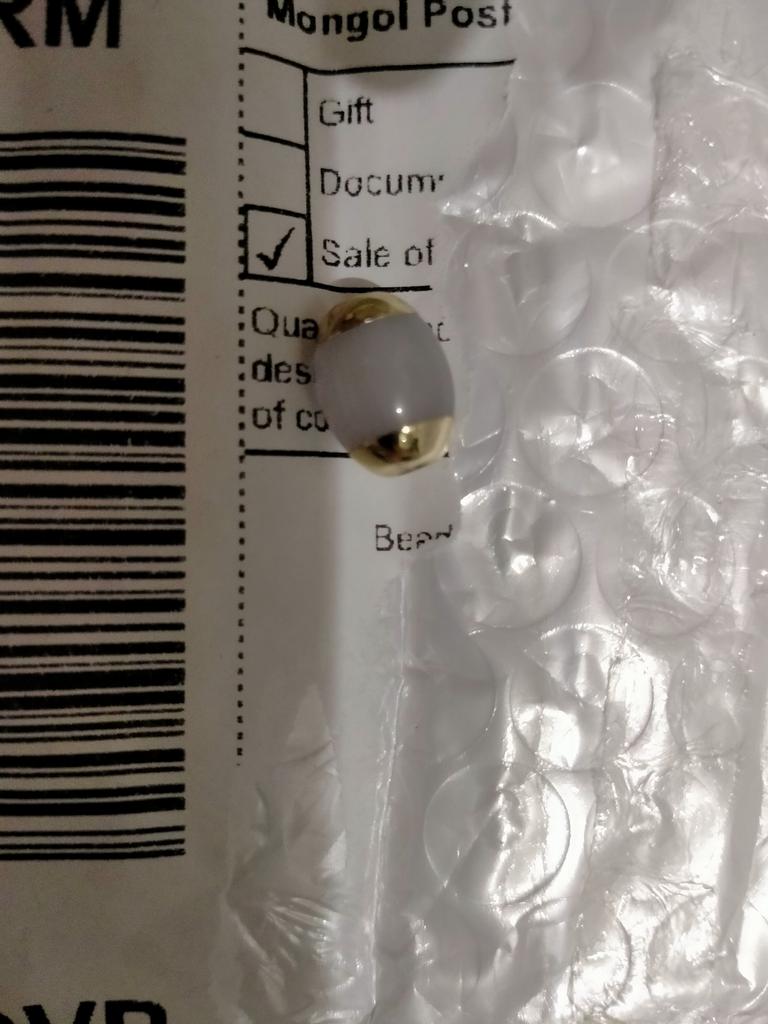 RM
Mongol Post
Gift
Docum
✓ Sale of
Qua
des
of co
Bead